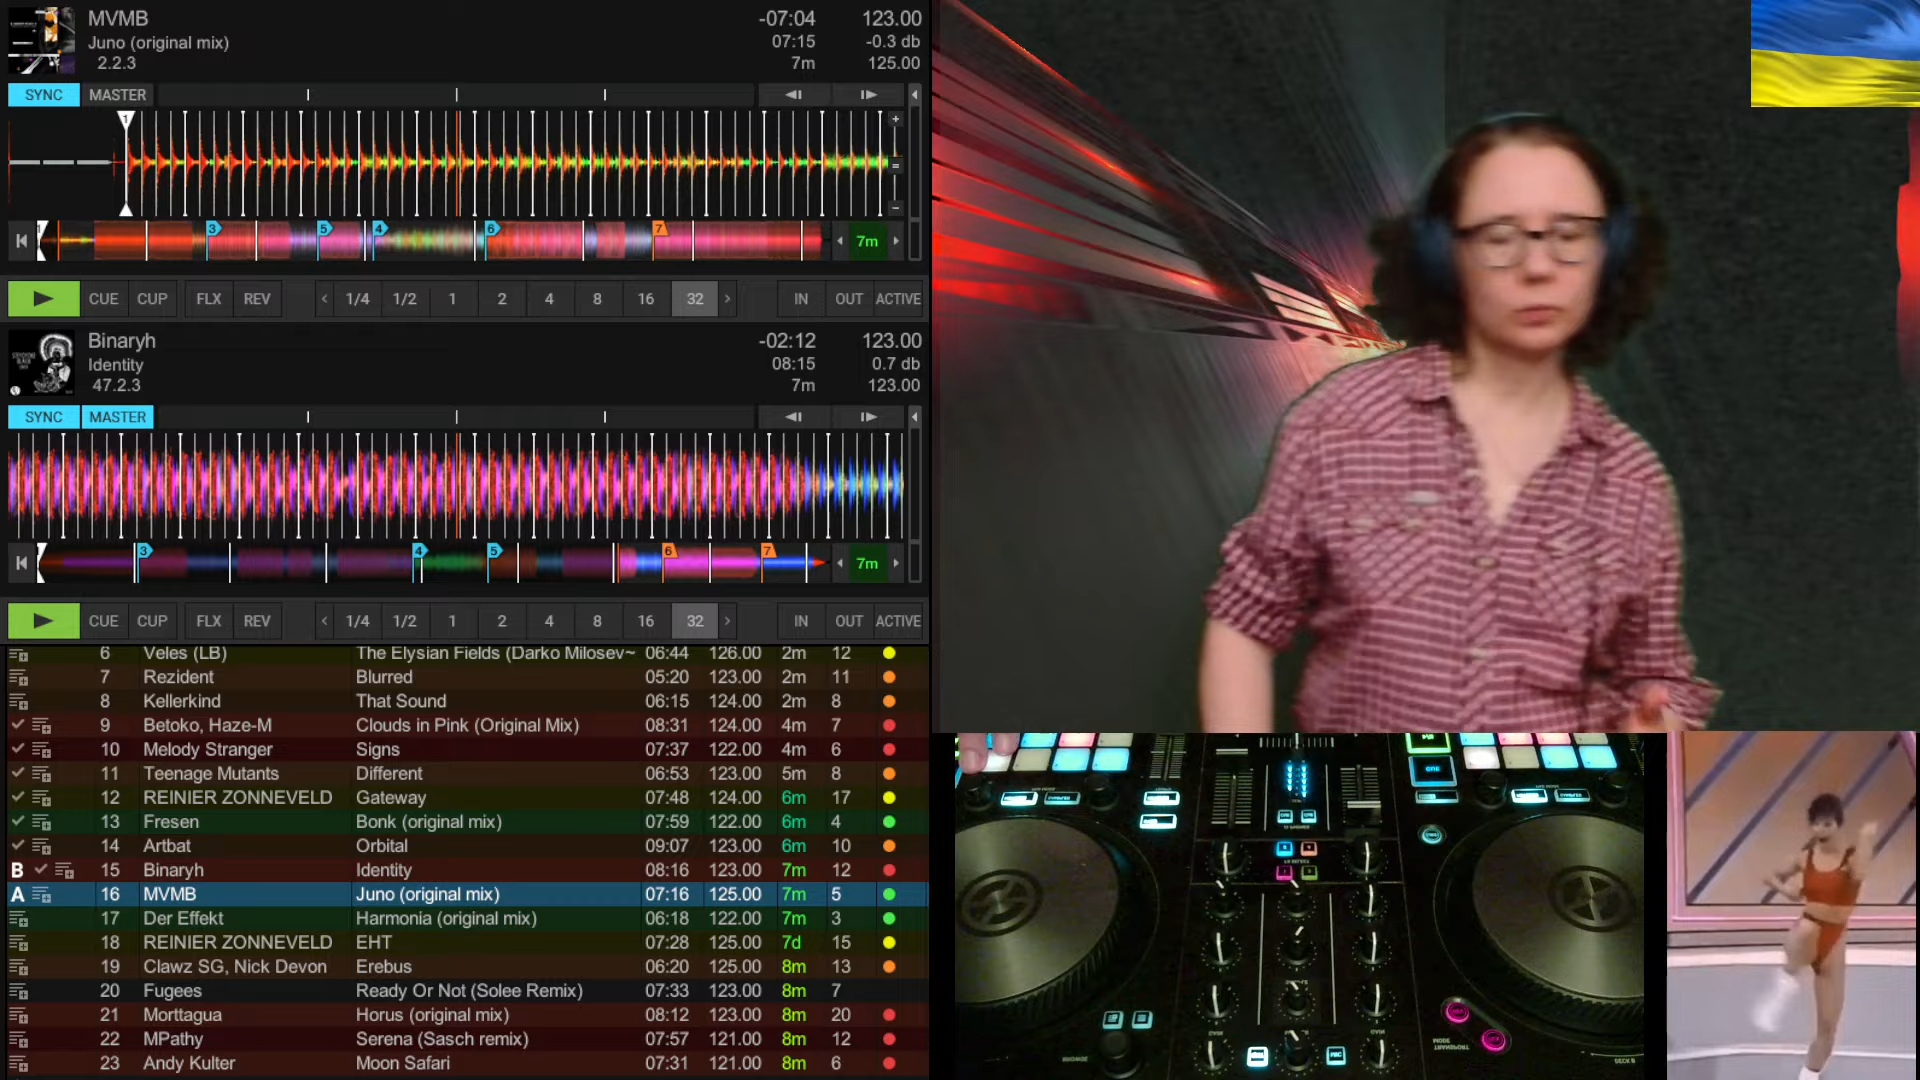 MVMB -07:04 123.00
Juno (original mix) 07:15 -0.3 db
2.2.3 7m 125.00
SYNC MASTER
1
3 5 4 6 7 7m
CUE CUP FLX REV 1/4 1/2 1 2 4 8 16 32 IN OUT ACTIVE
Binaryh -02:12 123.00
Identity 08:15 0.7 db
47.2.3 7m 123.00
SYNC MASTER
3 4 5 6 7 7m
CUE CUP FLX REV 1/4 1/2 1 2 4 8 16 32 IN OUT ACTIVE
6 Veles (LB) The Elysian Fields (Darko Milosev~ 06:44 126.00 2m 12
7 Rezident Blurred 05:20 123.00 2m 11
8 Kellerkind That Sound 06:15 124.00 2m 8
9 Betoko, Haze-M Clouds in Pink (Original Mix) 08:31 124.00 4m 7
10 Melody Stranger Signs 07:37 122.00 4m 6
11 Teenage Mutants Different 06:53 123.00 5m 8
12 REINIER ZONNEVELD Gateway 07:48 124.00 6m 17
13 Fresen Bonk (original mix) 07:59 122.00 6m 4
14 Artbat Orbital 09:07 123.00 6m 10
B 15 Binaryh Identity 08:16 123.00 7m 12
A 16 MVMB Juno (original mix) 07:16 125.00 7m 5
17 Der Effekt Harmonia (original mix) 06:18 122.00 7m 3
18 REINIER ZONNEVELD EHT 07:28 125.00 7d 15
19 Clawz SG, Nick Devon Erebus 06:20 125.00 8m 13
20 Fugees Ready Or Not (Solee Remix) 07:33 123.00 8m 7
21 Morttagua Horus (original mix) 08:12 123.00 8m 20
22 MPathy Serena (Sasch remix) 07:57 121.00 8m 12
23 Andy Kulter Moon Safari 07:31 121.00 8m 6